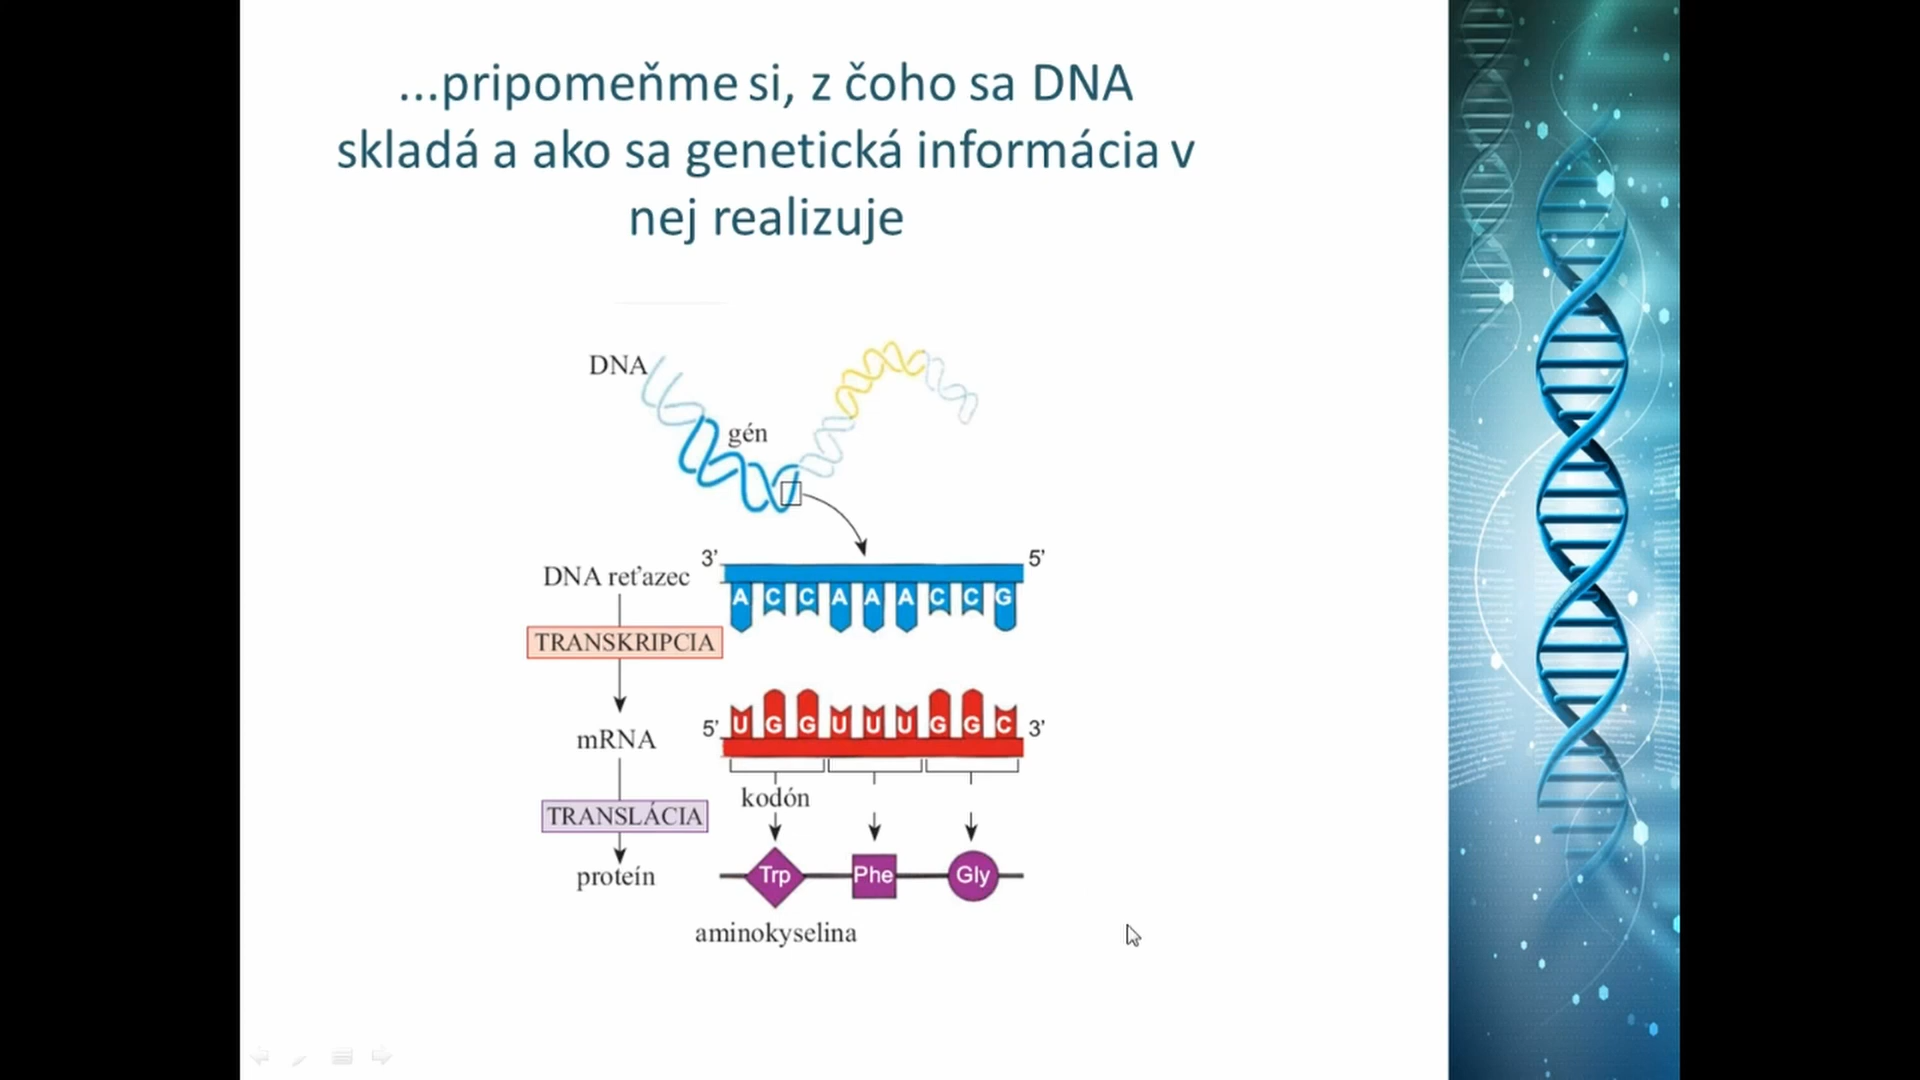 ...pripomeňme si, z čoho sa DNA
skladá a ako sa genetická informácia v
nej realizuje
DNA
gén
DNA reťazec
3’
5’
A C C A A A C C G
TRANSKRIPCIA
mRNA
5’
U G G U U U G G C
3’
kodón
TRANSLÁCIA
proteín
Trp
Phe
Gly
aminokyselina